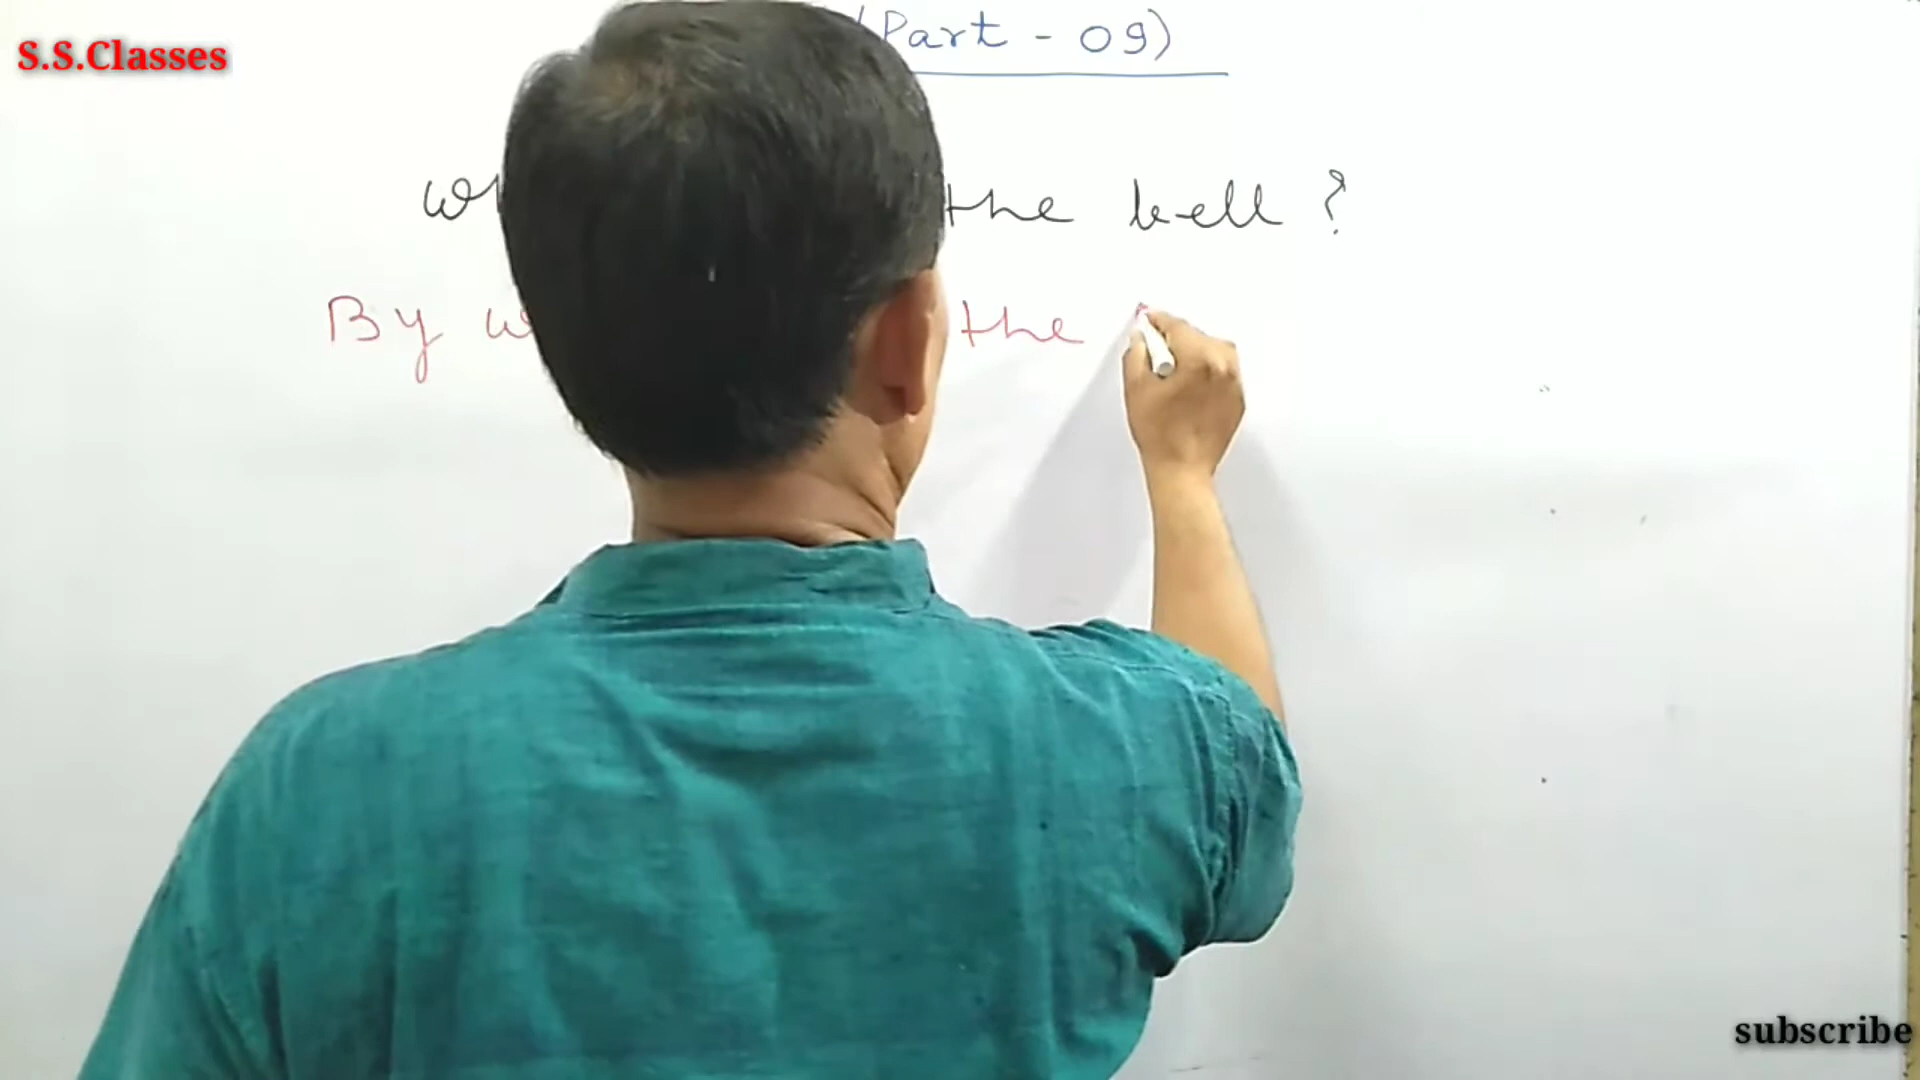 S.S.Classes
(Part - 09)
the bell ?
By the
subscribe